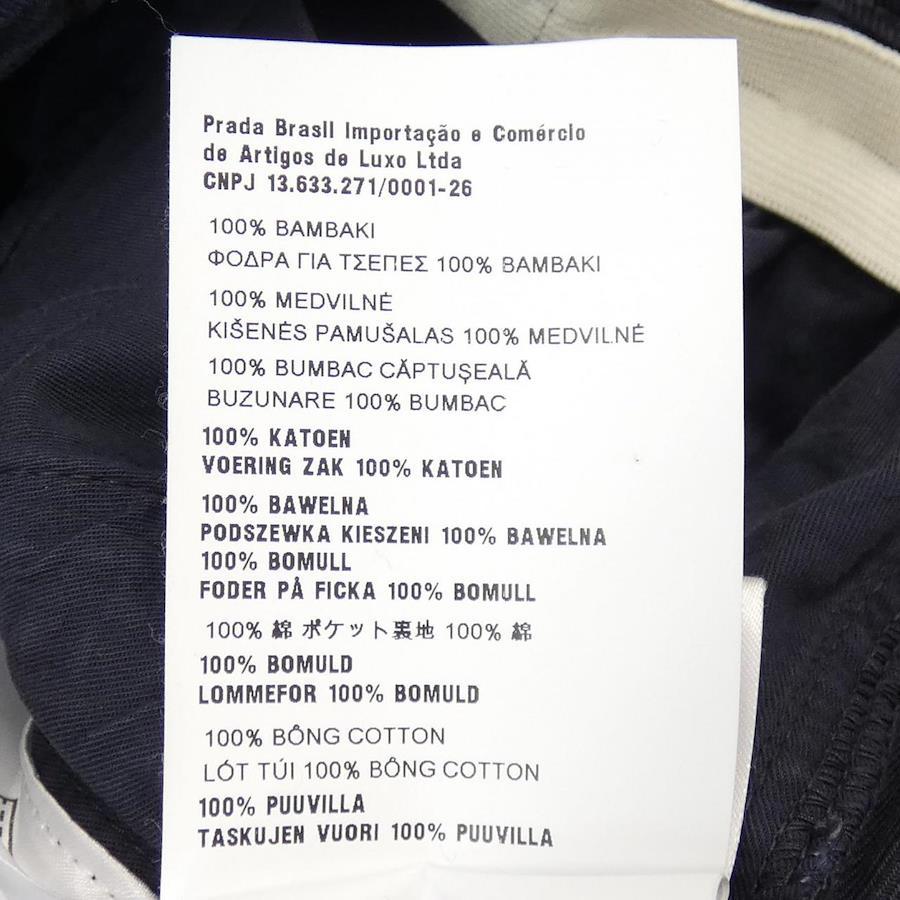 Prada Brasil Importação e Comércio
de Artigos de Luxo Ltda
CNPJ 13.633.271/0001-26
100% ΒΑΜΒΑΚΙ
ΦΟΔΡΑ ΓΙΑ ΤΣΕΠΕΣ 100% ΒΑΜΒΑΚΙ
100% MEDVILNĖ
KIŠENĖS PAMUŠALAS 100% MEDVILNĖ
100% BUMBAC CĂPTUŞEALĂ
BUZUNARE 100% BUMBAC
100% KATOEN
VOERING ZAK 100% KATOEN
100% BAWELNA
PODSZEWKA KIESZENI 100% BAWELNA
100% BOMULL
FODER PÅ FICKA 100% BOMULL
100% 綿 ポケット裏地 100% 綿
100% BOMULD
LOMMEFOR 100% BOMULD
100% BÔNG COTTON
LÓT TÚI 100% BÔNG COTTON
100% PUUVILLA
TASKUJEN VUORI 100% PUUVILLA